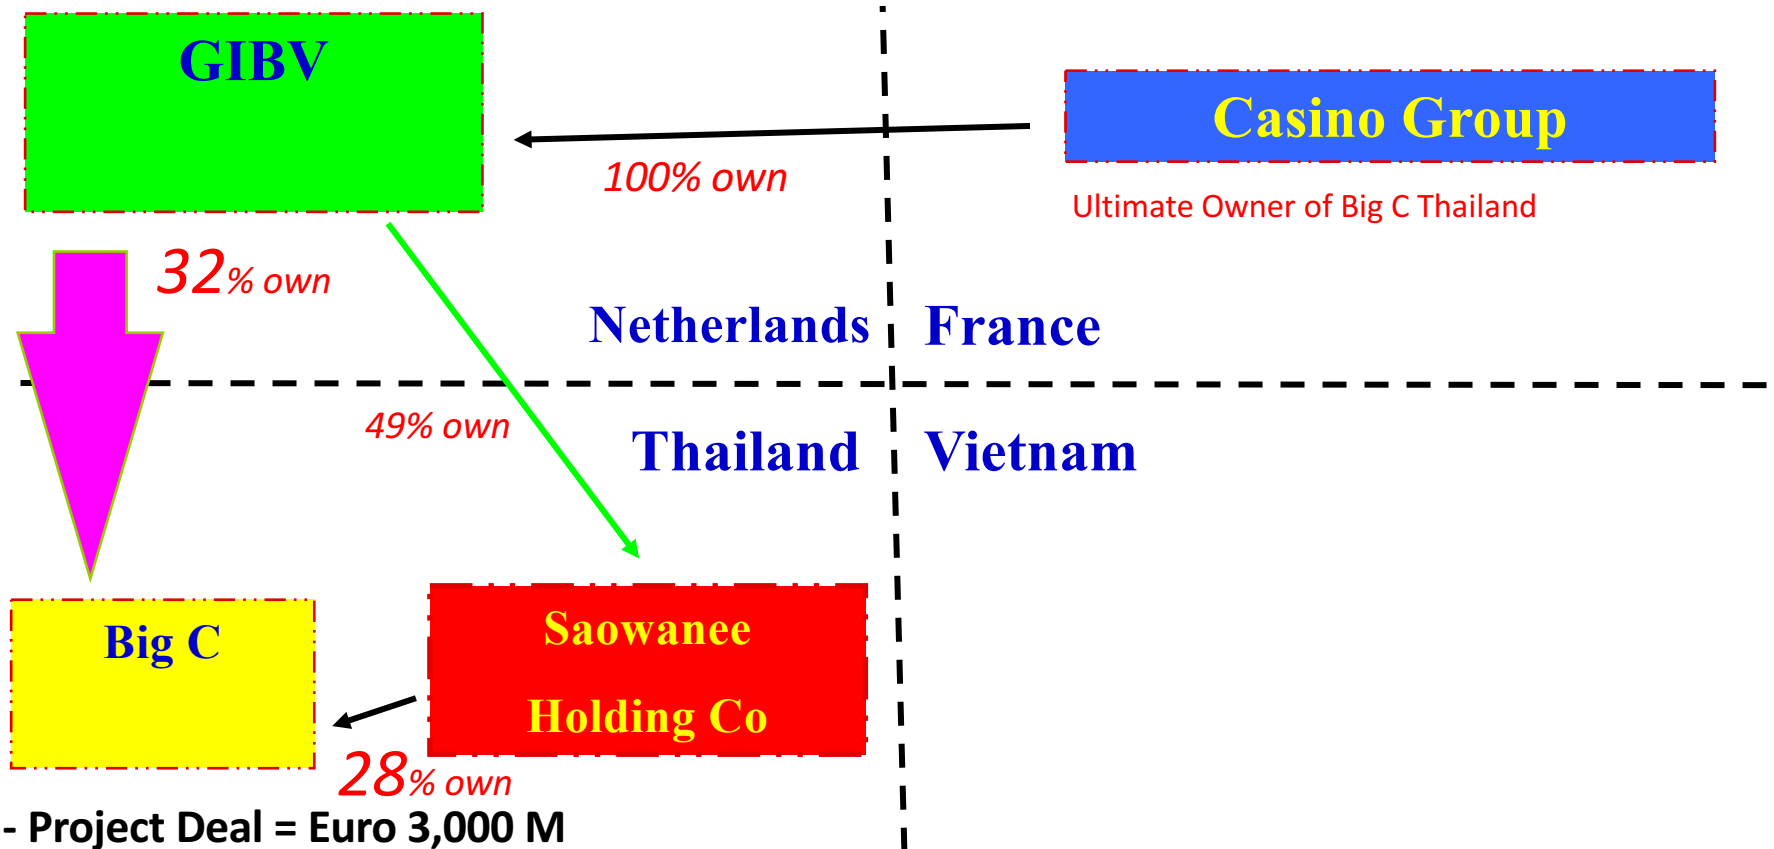 GIBV
Casino Group
100% own
Ultimate Owner of Big C Thailand
32% own
Netherlands
France
49% own
Thailand
Vietnam
Big C
Saowanee
Holding Co
28% own
- Project Deal = Euro 3,000 M